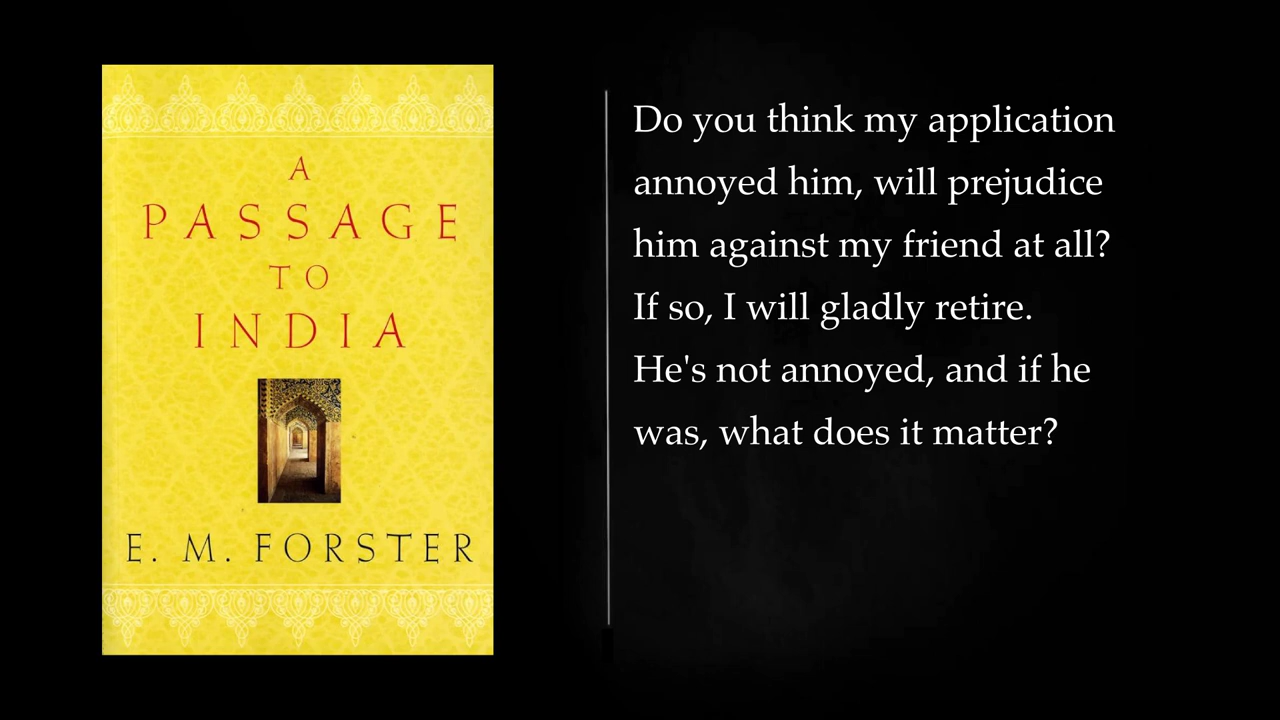 A
PASSAGE
TO
INDIA
E. M. FORSTER
Do you think my application
annoyed him, will prejudice
him against my friend at all?
If so, I will gladly retire.
He's not annoyed, and if he
was, what does it matter?